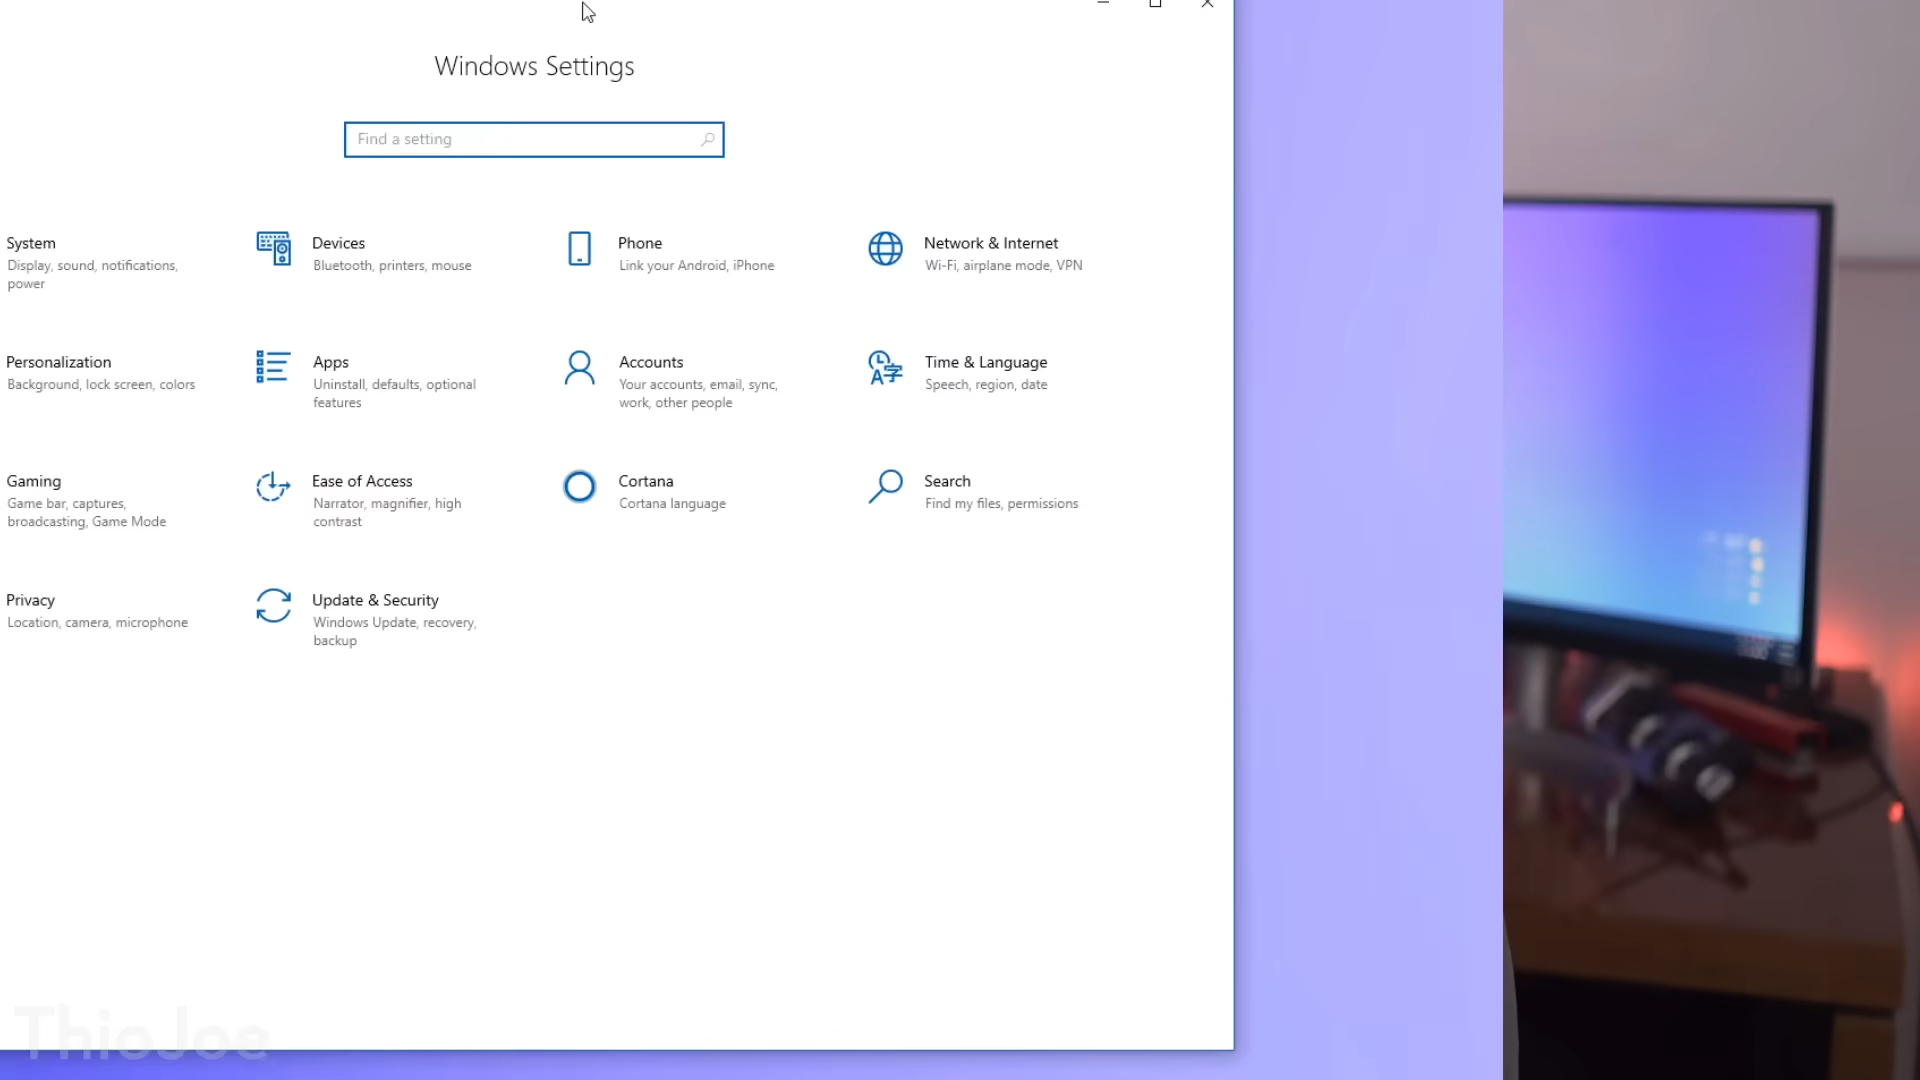 Windows Settings
Find a setting
System
Display, sound, notifications,
power
Devices
Bluetooth, printers, mouse
Phone
Link your Android, iPhone
Network & Internet
Wi-Fi, airplane mode, VPN
Personalization
Background, lock screen, colors
Apps
Uninstall, defaults, optional
features
Accounts
Your accounts, email, sync,
work, other people
Time & Language
Speech, region, date
Gaming
Game bar, captures,
broadcasting, Game Mode
Ease of Access
Narrator, magnifier, high
contrast
Cortana
Cortana language
Search
Find my files, permissions
Privacy
Location, camera, microphone
Update & Security
Windows Update, recovery,
backup
ThioJoe